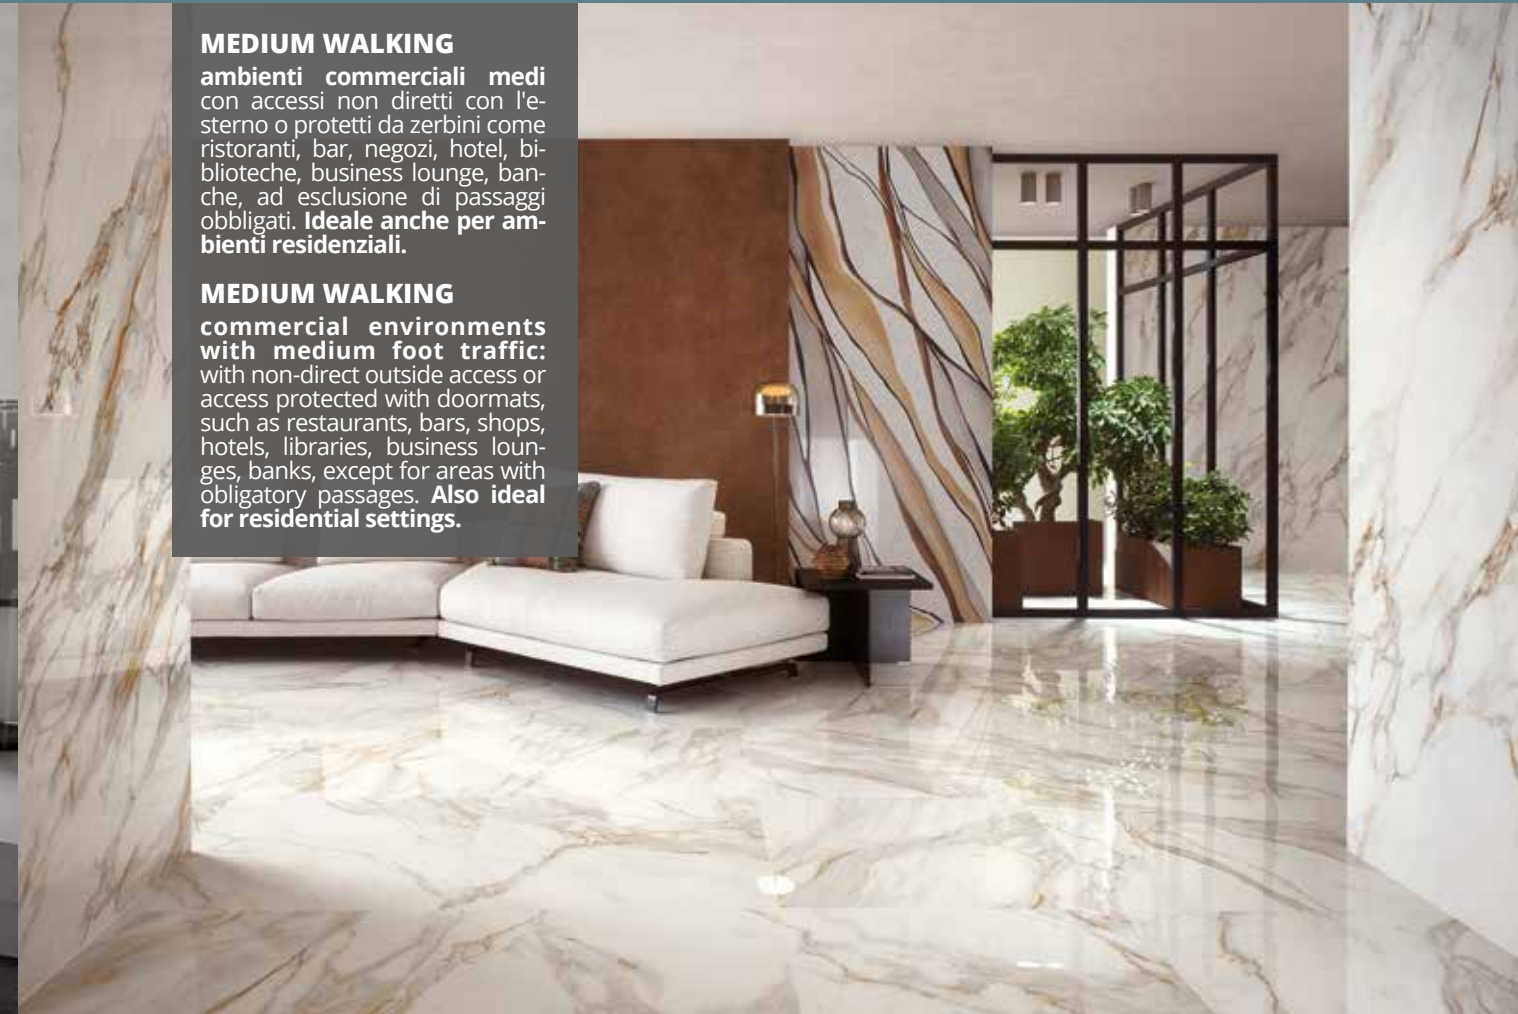 MEDIUM WALKING
ambienti commerciali medi
con accessi non diretti con l'e-
sterno o protetti da zerbini come
ristoranti, bar, negozi, hotel, bi-
blioteche, business lounge, ban-
che, ad esclusione di passaggi
obbligati. Ideale anche per am-
bienti residenziali.
MEDIUM WALKING
commercial environments
with medium foot traffic:
with non-direct outside access or
access protected with doormats,
such as restaurants, bars, shops,
hotels, libraries, business loun-
ges, banks, except for areas with
obligatory passages. Also ideal
for residential settings.